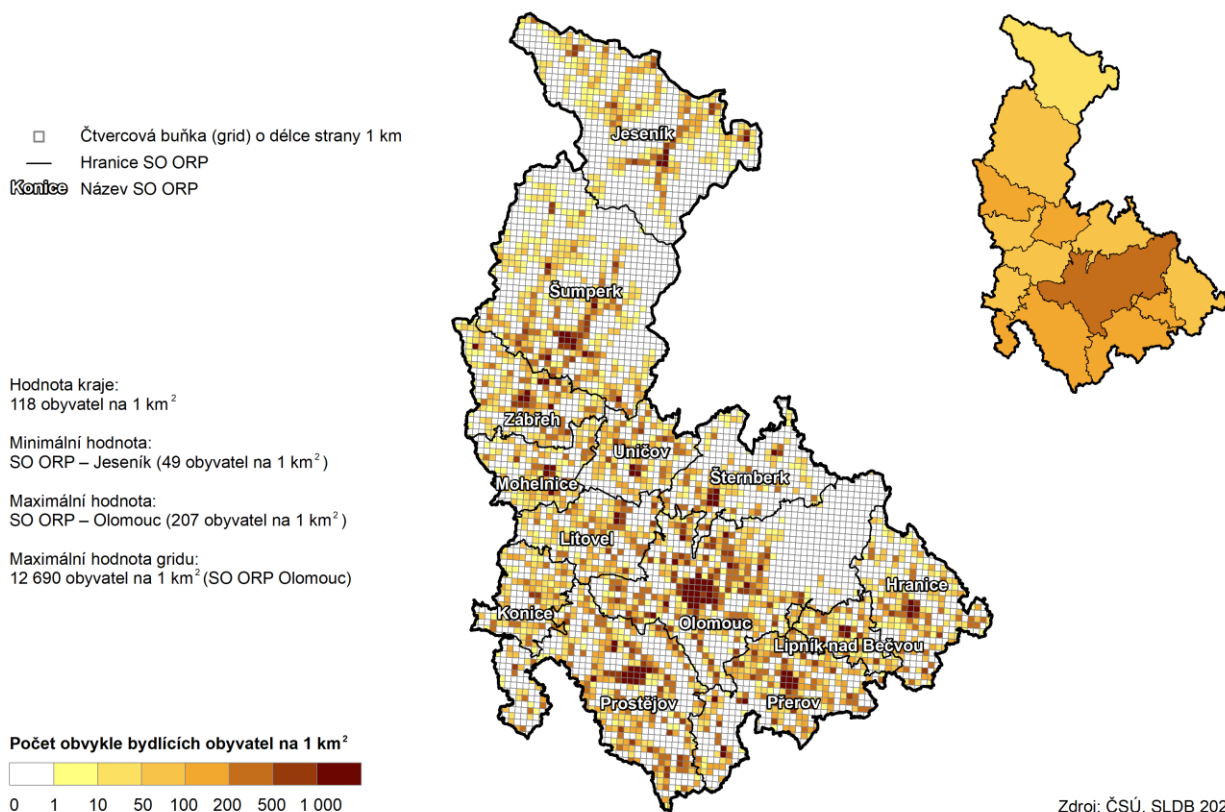 Čtvercová buňka (grid) o délce strany 1 km
Hranice SO ORP
Konice Název SO ORP
Hodnota kraje:
118 obyvatel na 1 km²
Minimální hodnota:
SO ORP – Jeseník (49 obyvatel na 1 km²)
Maximální hodnota:
SO ORP – Olomouc (207 obyvatel na 1 km²)
Maximální hodnota gridu:
12 690 obyvatel na 1 km² (SO ORP Olomouc)
Jeseník
Šumperk
Zábřeh
Uničov
Mohelnice
Šternberk
Litovel
Hranice
Konice
Olomouc
Lipník nad Bečvou
Prostějov
Přerov
Počet obvykle bydlících obyvatel na 1 km²
0 1 10 50 100 200 500 1 000
Zdroj: ČSÚ, SLDB 202